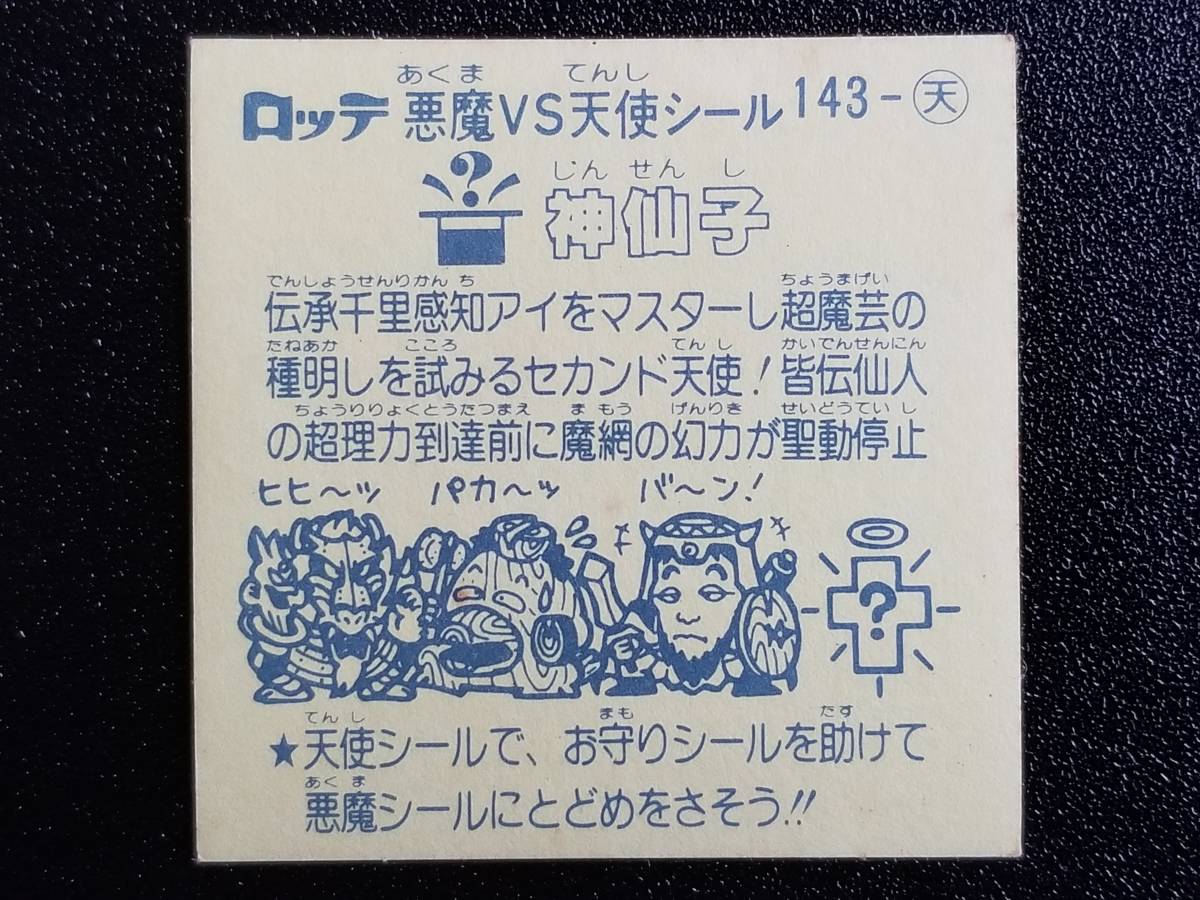 あくま てんし
ロッテ 悪魔VS天使シール 143-天
じん せん し
? 神仙子
でんしょうせんりかん ち ちょうまげい
伝承千里感知アイをマスターし超魔芸の
たねあか こころ てん し かいでんせんにん
種明しを試みるセカンド天使!皆伝仙人
ちょうりりょくとうたつまえ ま もう げんりき せいどうてい し
の超理力到達前に魔網の幻力が聖動停止
ヒヒ〜ッ パカ〜ッ バ〜ン!
?
てん し まも たす
★天使シールで、お守りシールを助けて
あく ま
悪魔シールにとどめをさそう!!